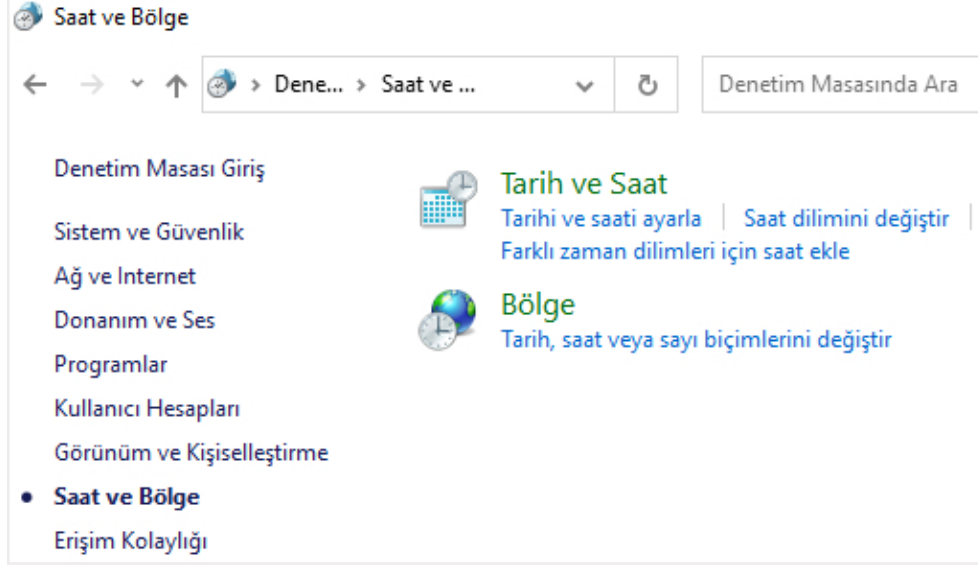 Saat ve Bölge
Dene... Saat ve ... Denetim Masasında Ara
Denetim Masası Giriş
Sistem ve Güvenlik
Ağ ve Internet
Donanım ve Ses
Programlar
Kullanıcı Hesapları
Görünüm ve Kişiselleştirme
Saat ve Bölge
Erişim Kolaylığı
Tarih ve Saat
Tarihi ve saati ayarla Saat dilimini değiştir
Farklı zaman dilimleri için saat ekle
Bölge
Tarih, saat veya sayı biçimlerini değiştir